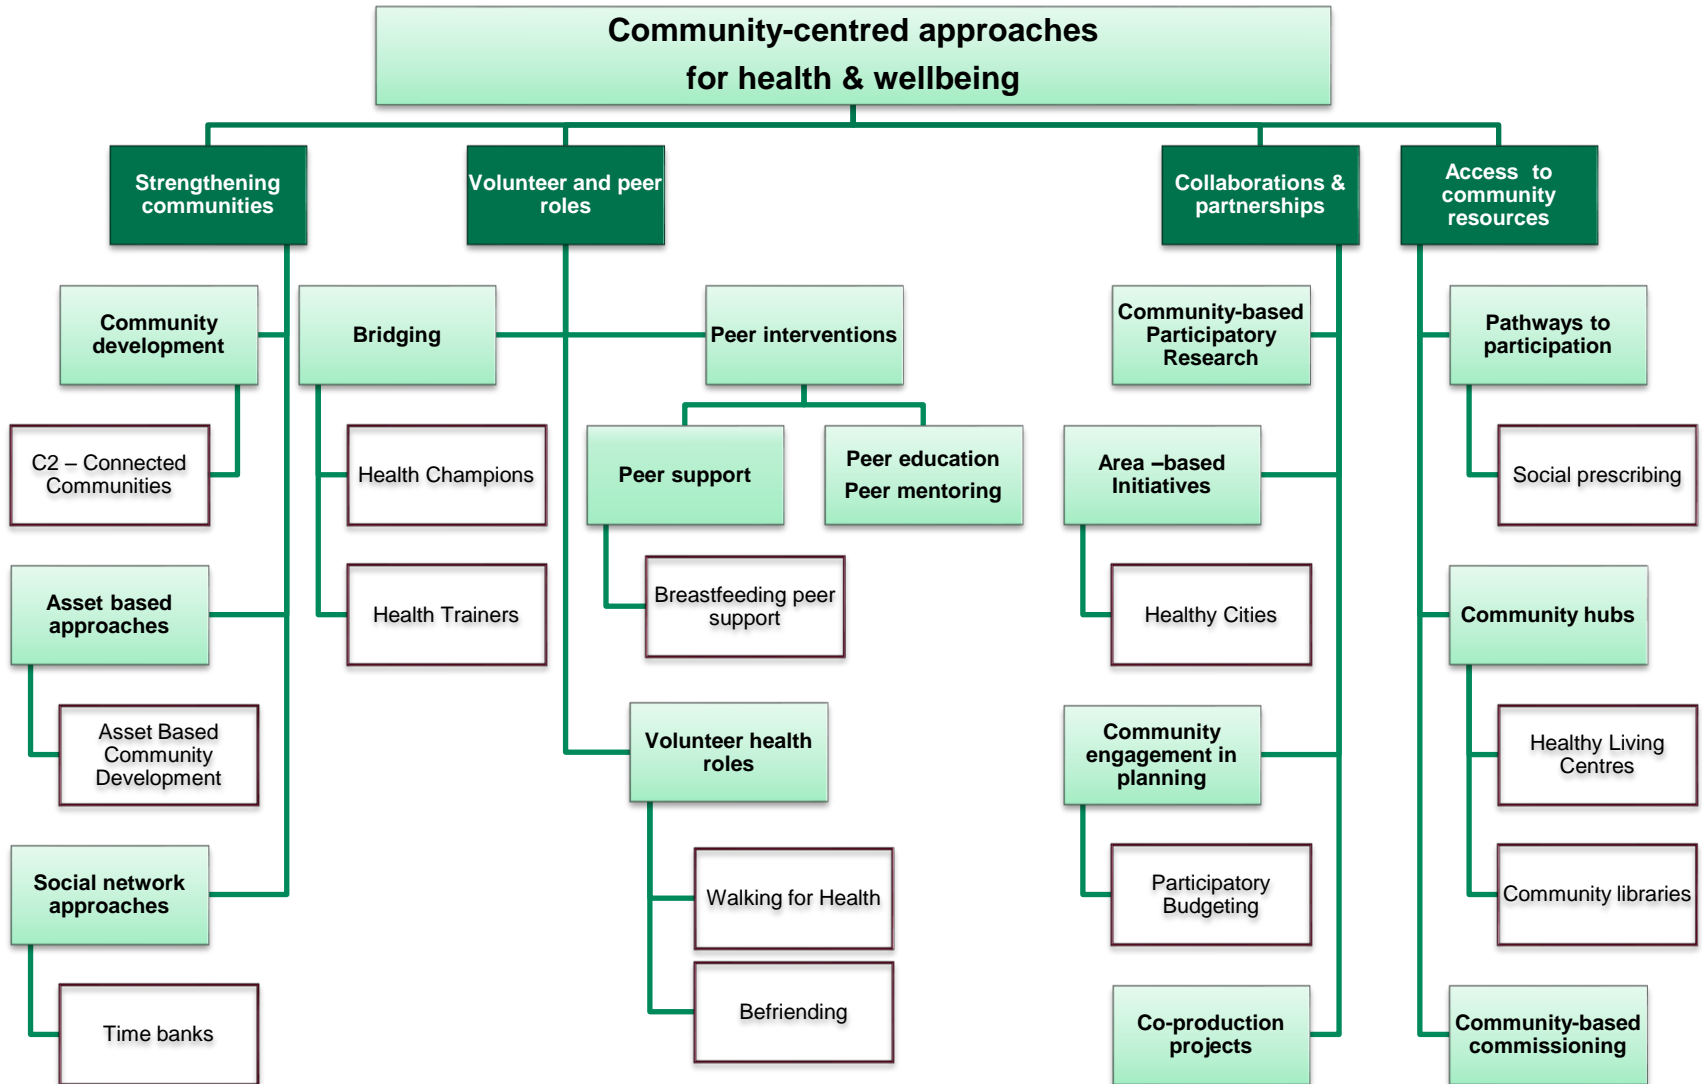 Community-centred approaches
for health & wellbeing
Strengthening
communities
Volunteer and peer
roles
Collaborations &
partnerships
Access to
community
resources
Community
development
Bridging
Peer interventions
Community-based
Participatory
Research
Pathways to
participation
C2 – Connected
Communities
Health Champions
Peer support
Peer education
Peer mentoring
Area –based
Initiatives
Social prescribing
Asset based
approaches
Health Trainers
Breastfeeding peer
support
Healthy Cities
Community hubs
Asset Based
Community
Development
Volunteer health
roles
Community
engagement in
planning
Healthy Living
Centres
Social network
approaches
Walking for Health
Participatory
Budgeting
Community libraries
Time banks
Befriending
Co-production
projects
Community-based
commissioning